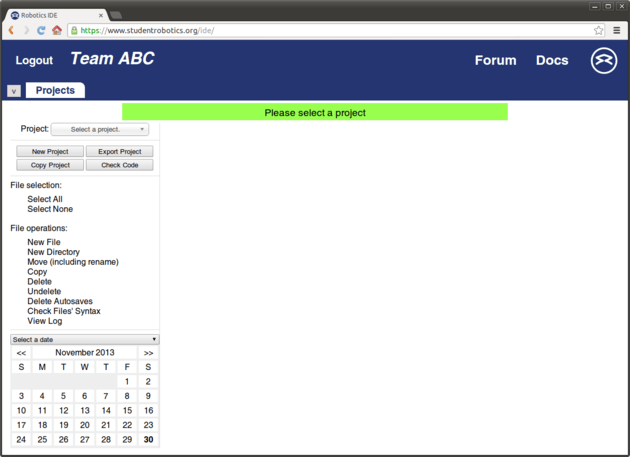 Robotics IDE
https://www.studentrobotics.org/ide/
Logout Team ABC Forum Docs
v Projects
Please select a project
Project: Select a project.
New Project Export Project
Copy Project Check Code
File selection:
Select All
Select None
File operations:
New File
New Directory
Move (including rename)
Copy
Delete
Undelete
Delete Autosaves
Check Files' Syntax
View Log
Select a date
<< November 2013 >>
S M T W T F S
1 2
3 4 5 6 7 8 9
10 11 12 13 14 15 16
17 18 19 20 21 22 23
24 25 26 27 28 29 30